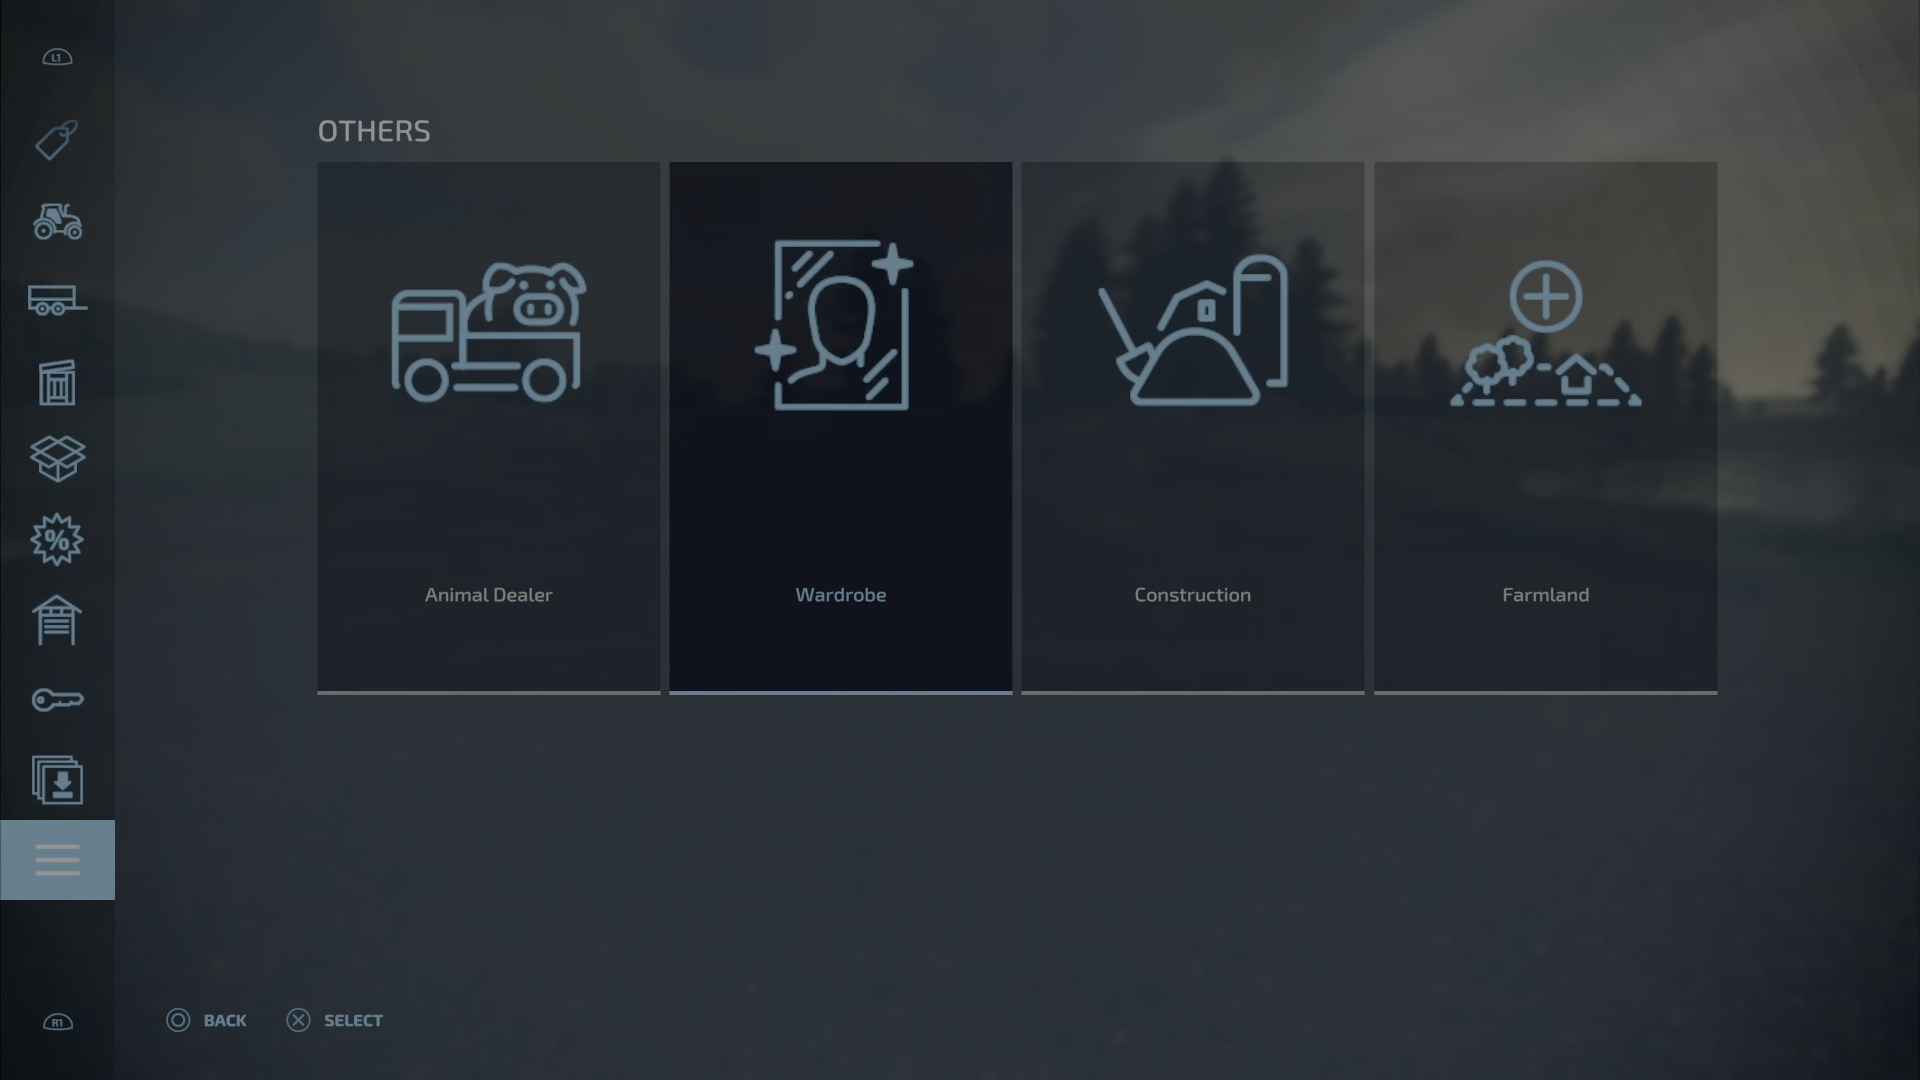 L1
OTHERS
Animal Dealer
Wardrobe
Construction
Farmland
%
BACK
SELECT
R1